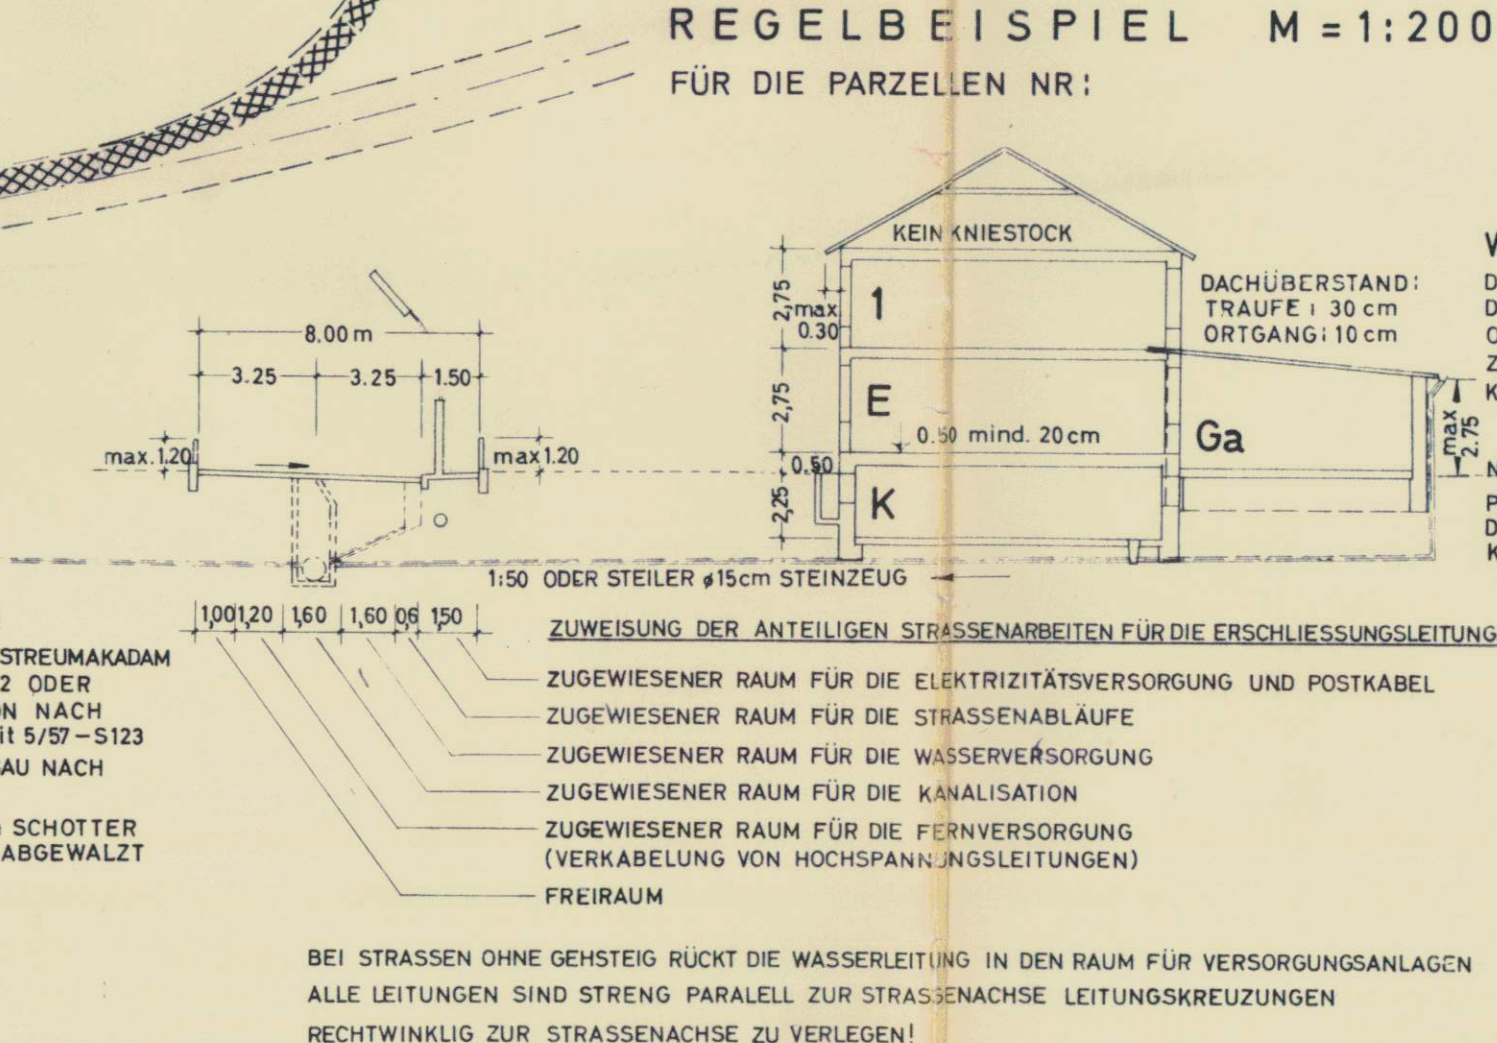 REGELBEISPIEL M = 1:200
FÜR DIE PARZELLEN NR:
KEIN KNIESTOCK
DACHÜBERSTAND:
TRAUFE: 30 cm
ORTGANG: 10 cm
2,75
max
0.30
1
8.00 m
3.25 3.25 1.50
2,75
E
0.50 mind. 20 cm
Ga
max
2.75
max. 1.20
max 1.20
0.50
2,25
K
1:50 ODER STEILER ø 15cm STEINZEUG
1,00 1,20 1,60 1,60 0,6 1,50
ZUWEISUNG DER ANTEILIGEN STRASSENARBEITEN FÜR DIE ERSCHLIESSUNGSLEITUNG
STREUMAKADAM
2 ODER
ON NACH
it 5/57 – S123
AU NACH
SCHOTTER
ABGEWALZT
ZUGEWIESENER RAUM FÜR DIE ELEKTRIZITÄTSVERSORGUNG UND POSTKABEL
ZUGEWIESENER RAUM FÜR DIE STRASSENABLÄUFE
ZUGEWIESENER RAUM FÜR DIE WASSERVERSORGUNG
ZUGEWIESENER RAUM FÜR DIE KANALISATION
ZUGEWIESENER RAUM FÜR DIE FERNVERSORGUNG
(VERKABELUNG VON HOCHSPANNUNGSLEITUNGEN)
FREIRAUM
BEI STRASSEN OHNE GEHSTEIG RÜCKT DIE WASSERLEITUNG IN DEN RAUM FÜR VERSORGUNGSANLAGEN
ALLE LEITUNGEN SIND STRENG PARALELL ZUR STRASSENACHSE LEITUNGSKREUZUNGEN
RECHTWINKLIG ZUR STRASSENACHSE ZU VERLEGEN!